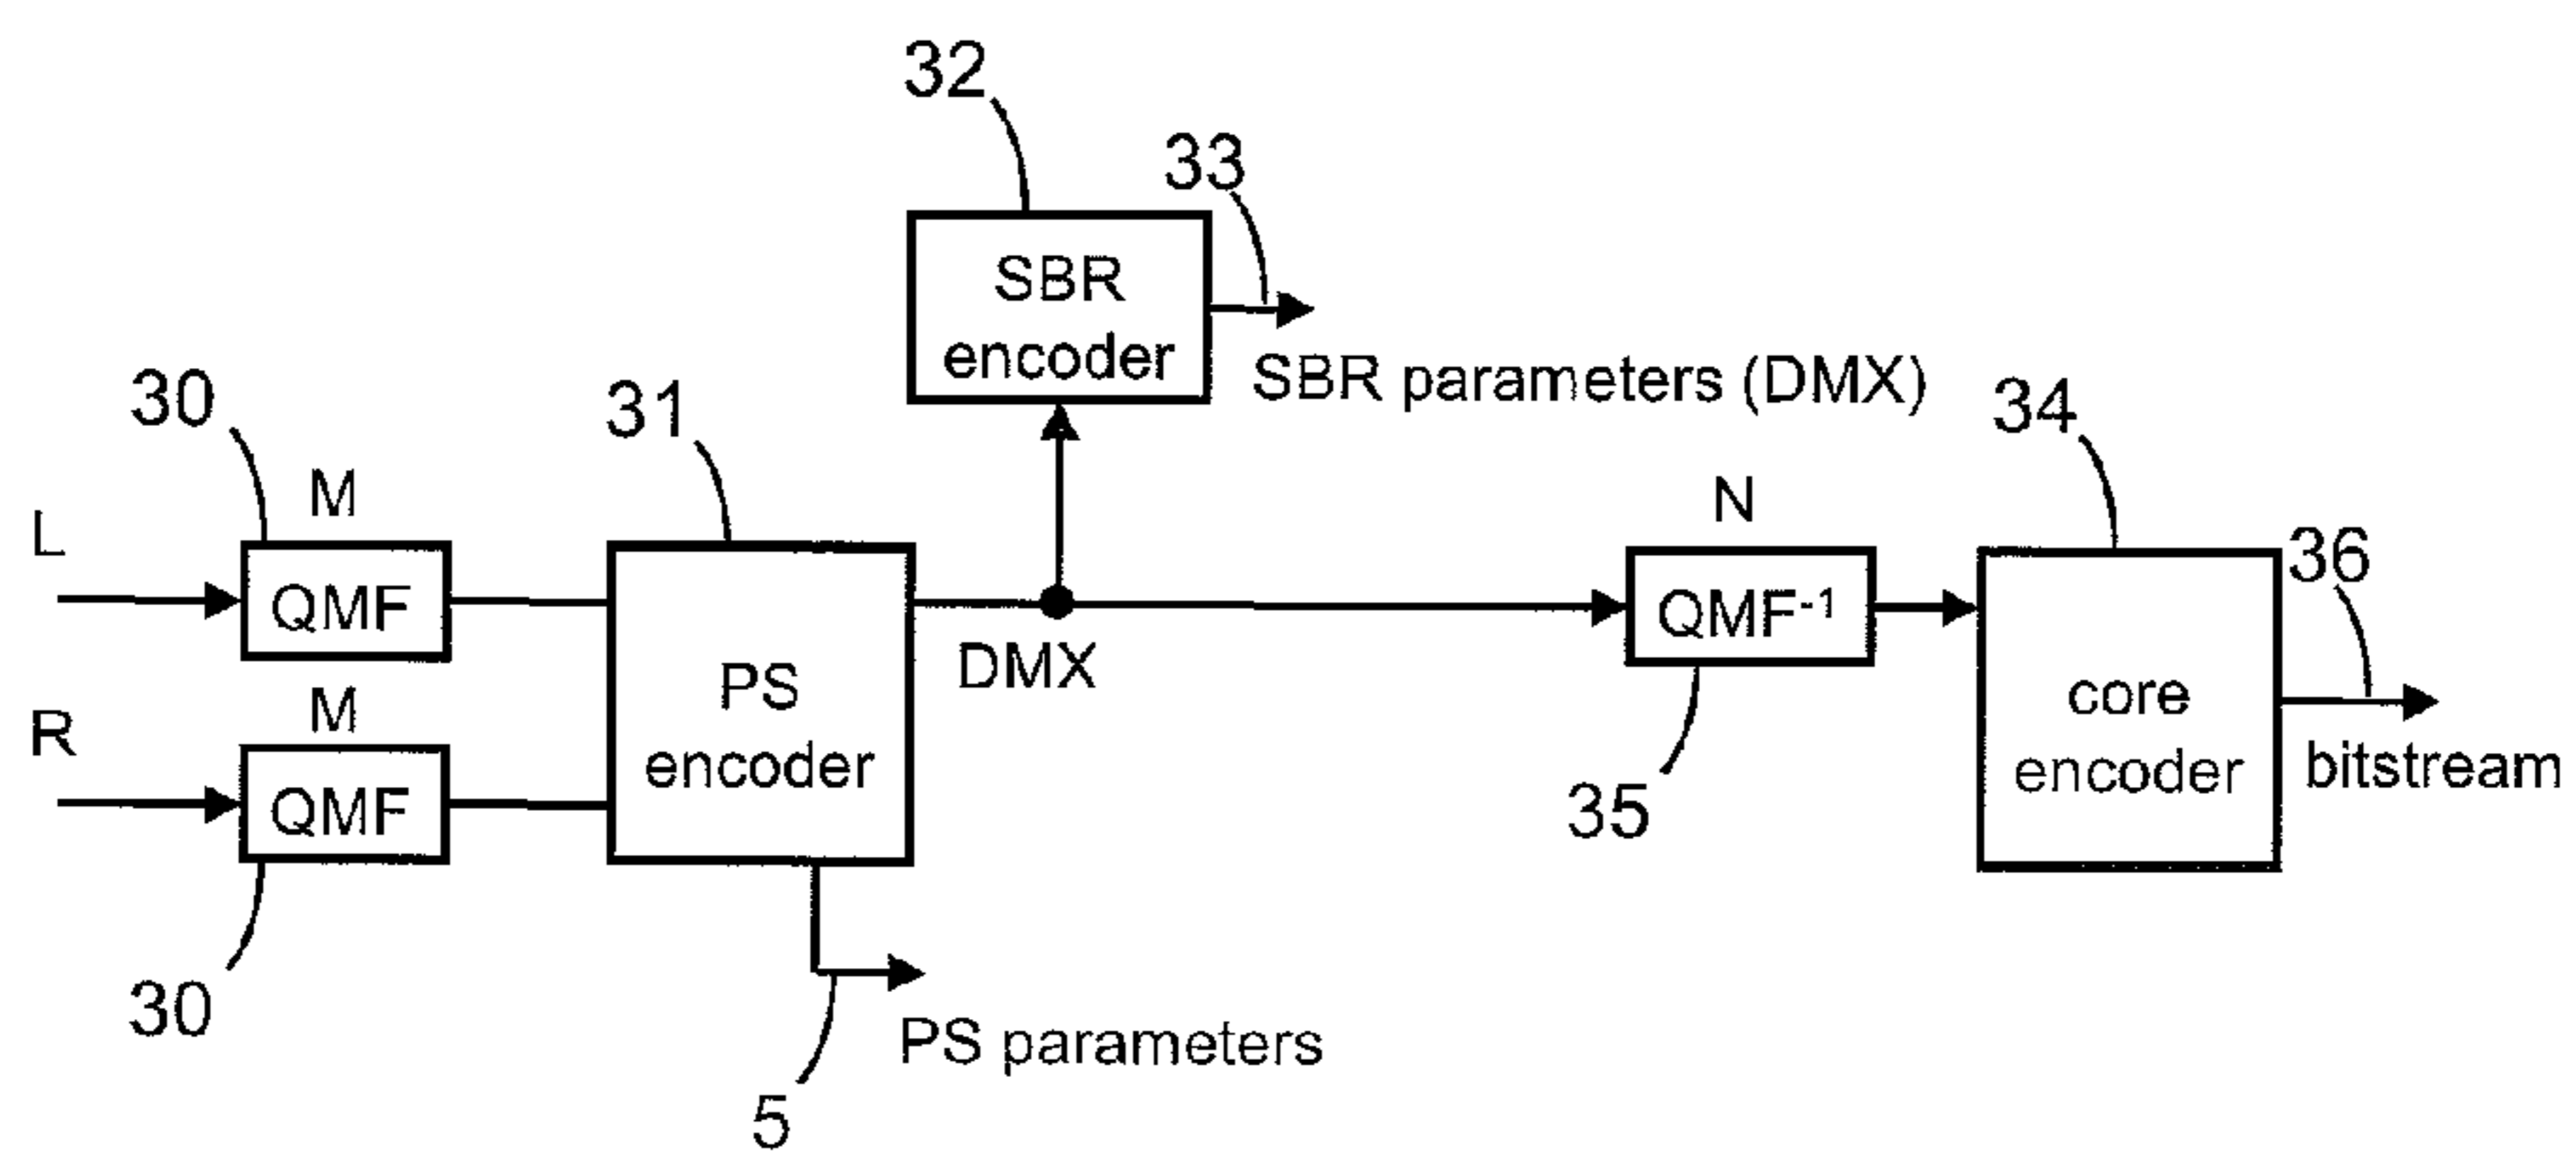 32
33
SBR
encoder
SBR parameters (DMX)
30
31
34
M
N
L
QMF
36
QMF⁻¹
DMX
PS
encoder
core
encoder
R
M
QMF
bitstream
35
30
PS parameters
5